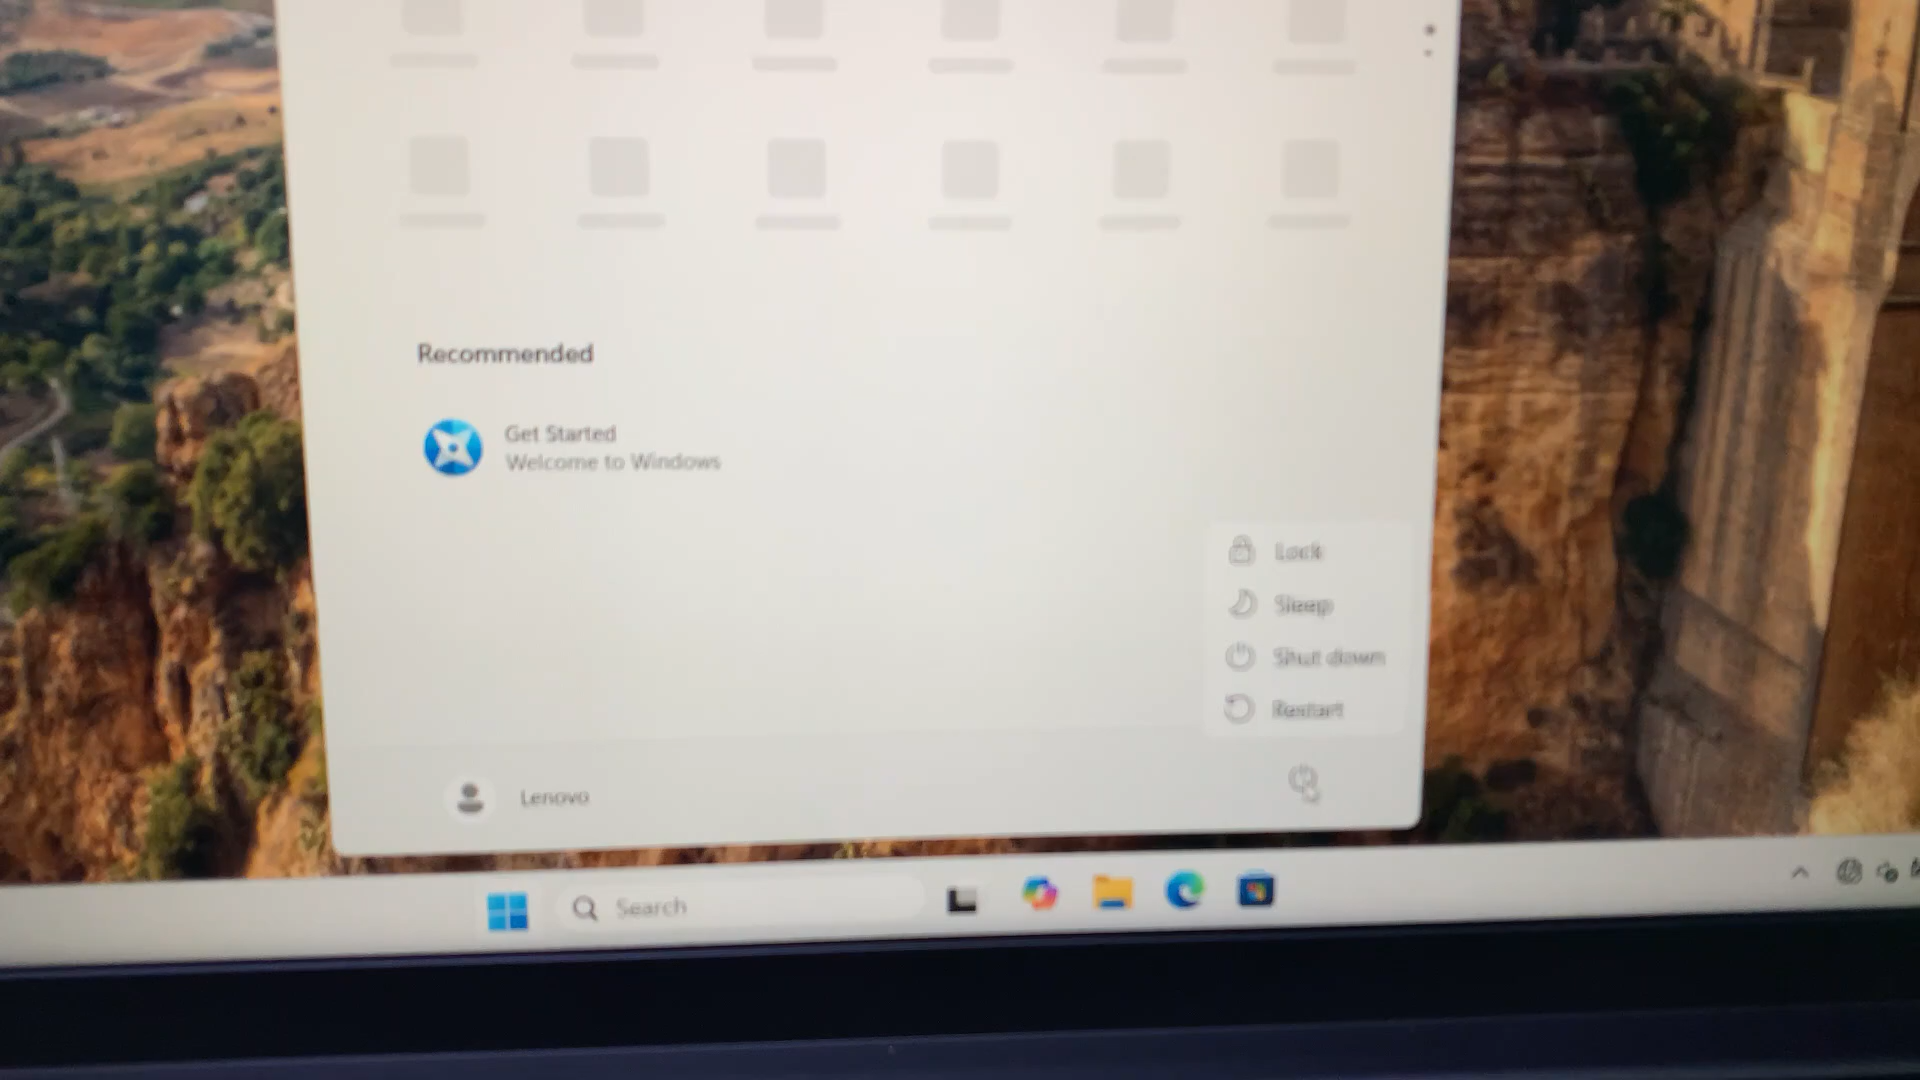 Recommended
Get Started
Welcome to Windows
Lock
Sleep
Shut down
Restart
Lenovo
Search